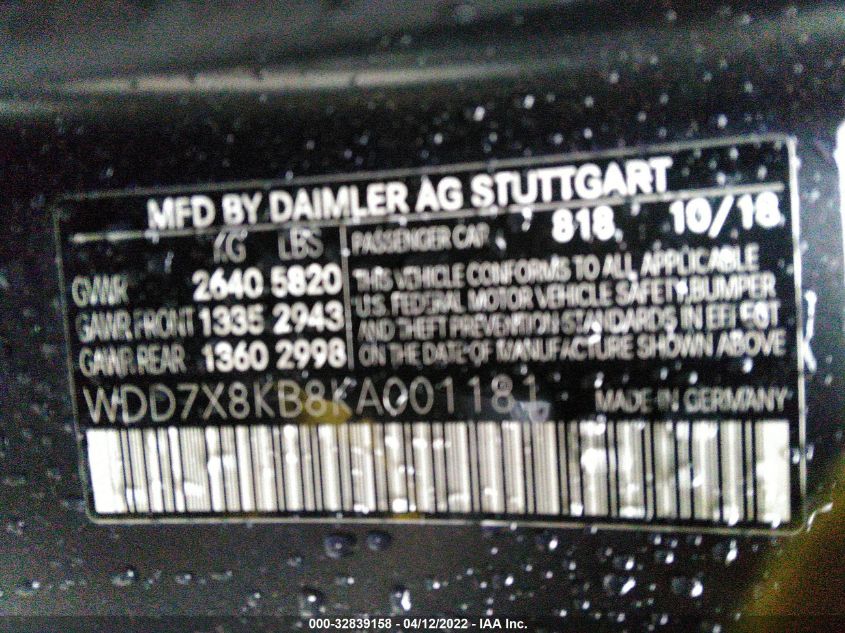 MFD BY DAIMLER AG STUTTGART
KG LBS PASSENGER CAR 818 10/18
GVWR 2640 5820
GAWR FRONT 1335 2943
GAWR REAR 1360 2998
THIS VEHICLE CONFORMS TO ALL APPLICABLE
U.S. FEDERAL MOTOR VEHICLE SAFETY, BUMPER
AND THEFT PREVENTION STANDARDS IN EFFECT
ON THE DATE OF MANUFACTURE SHOWN ABOVE
WDD7X8KB8KA001181 MADE IN GERMANY
000-32839158 - 04/12/2022 - IAA Inc.